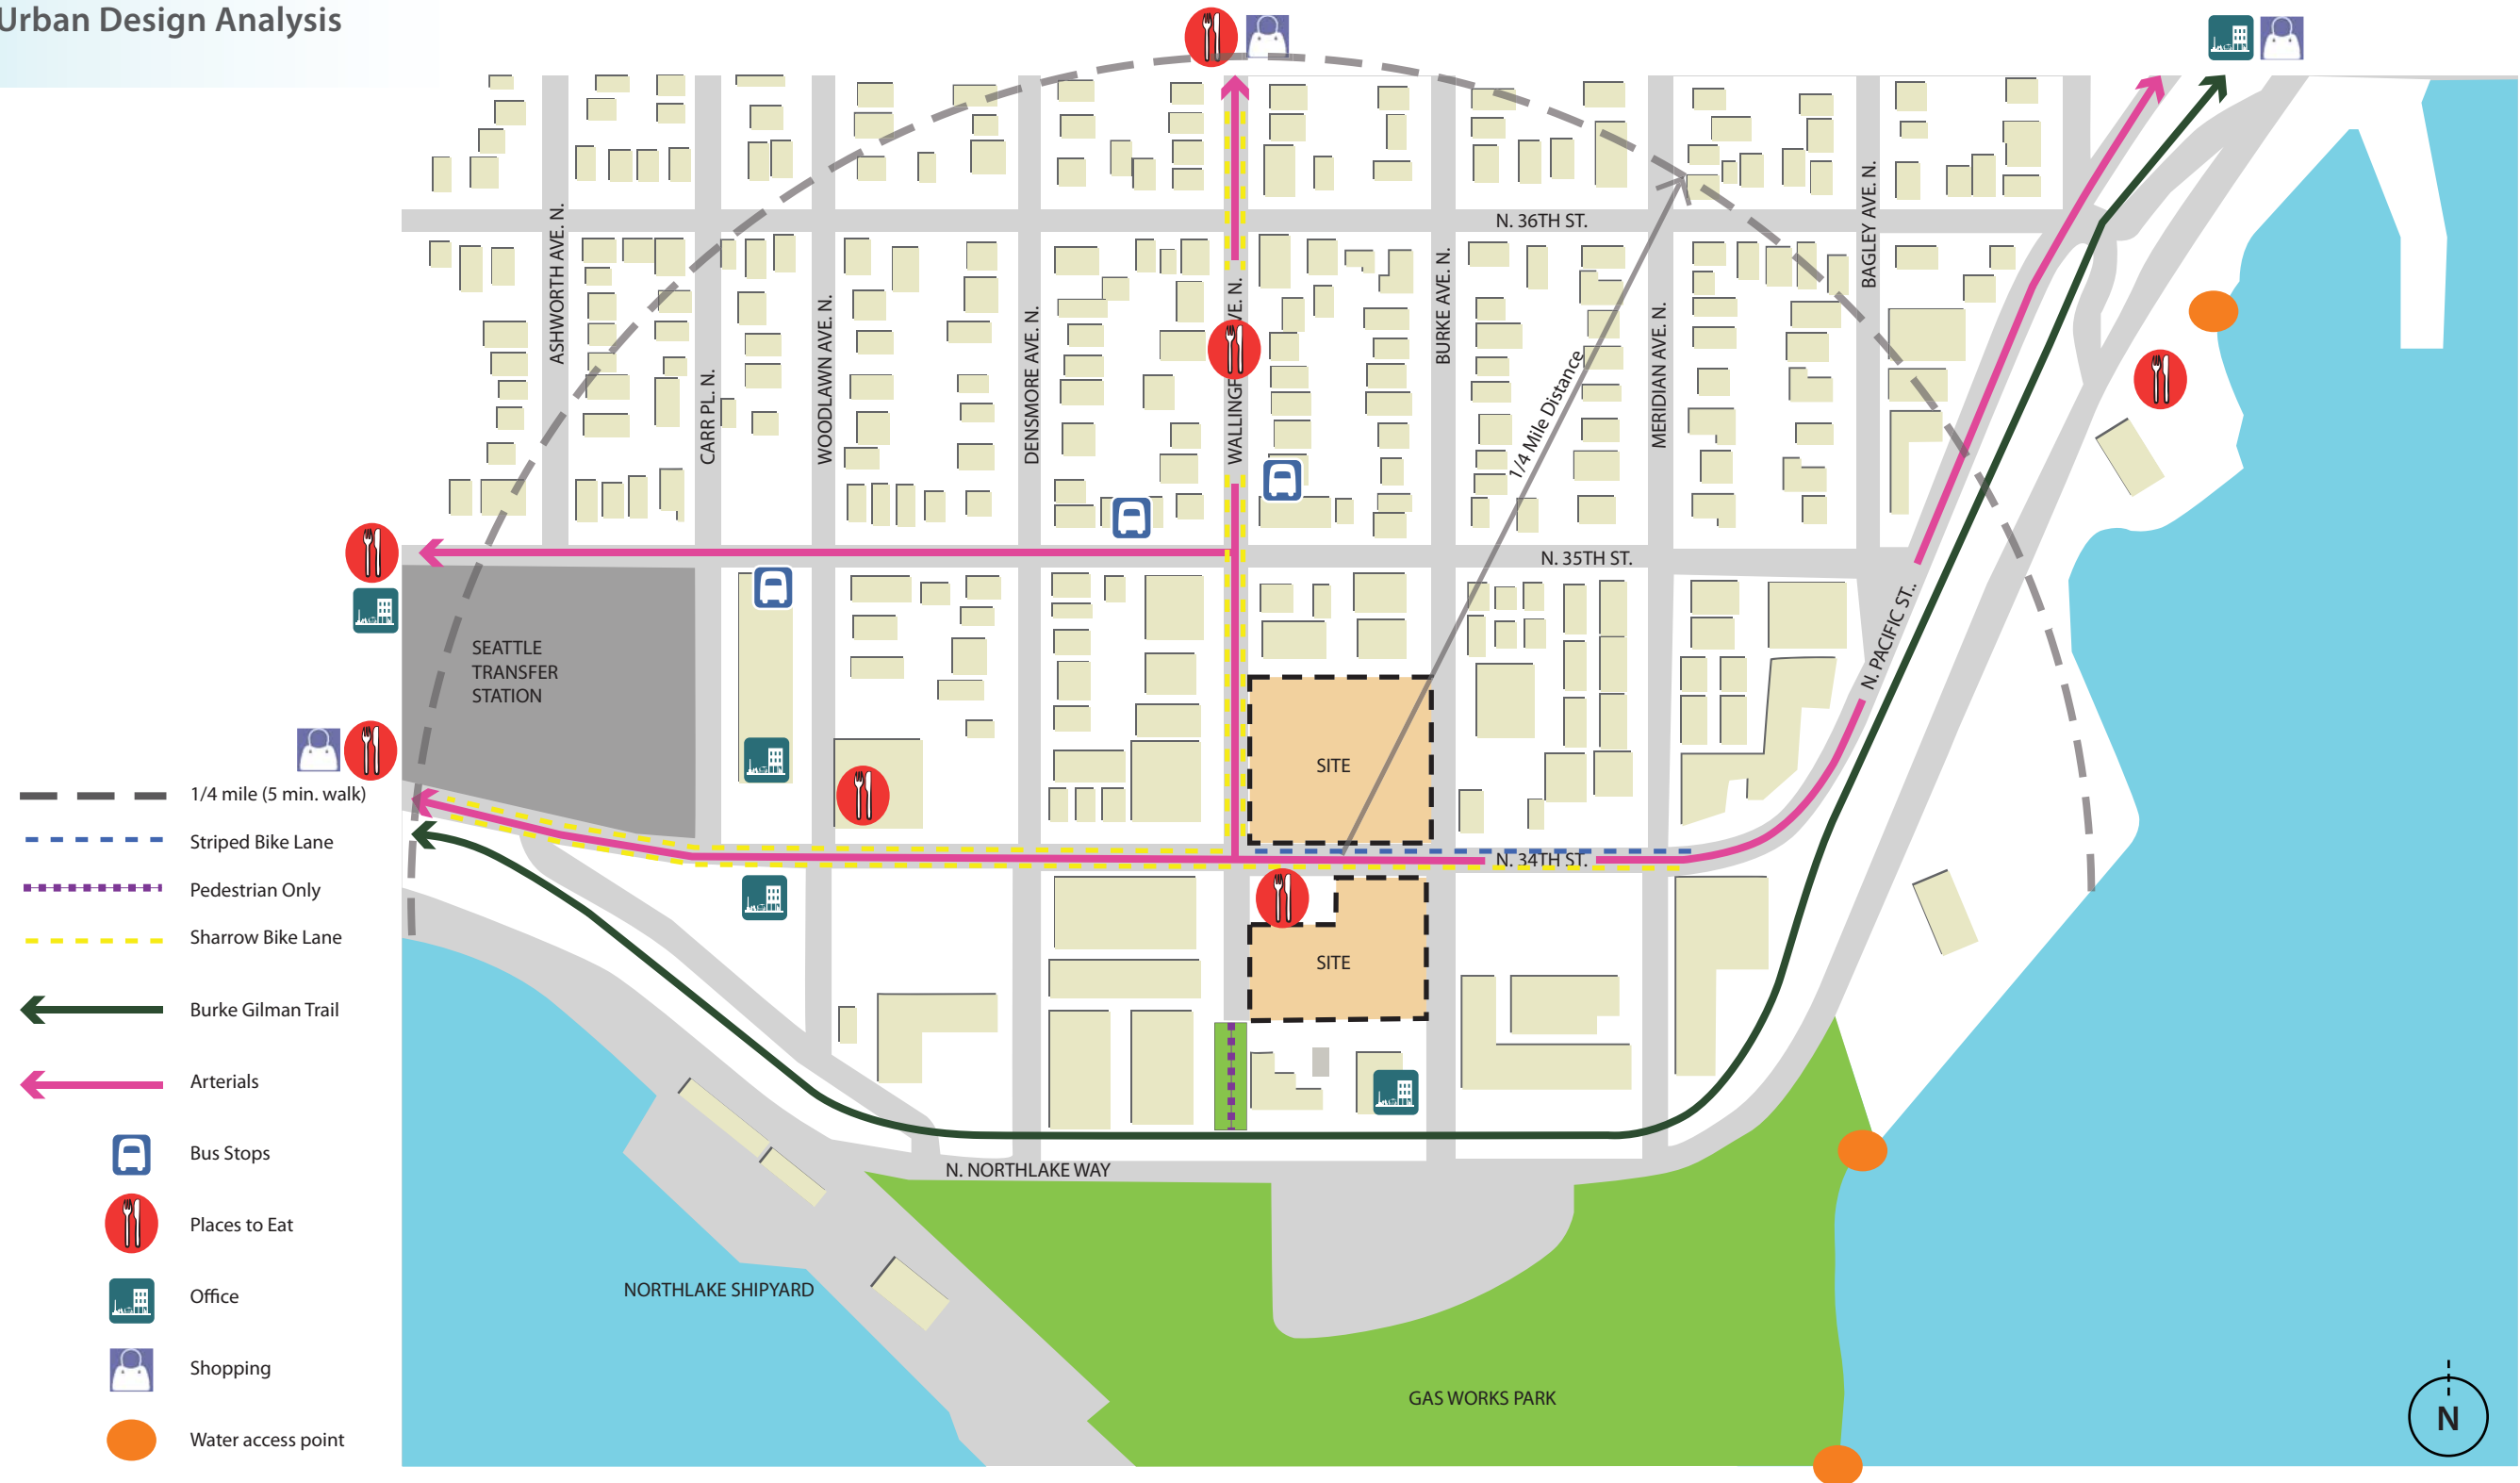 Urban Design Analysis
N. 36TH ST.
ASHWORTH AVE. N.
CARR PL. N.
WOODLAWN AVE. N.
DENSMORE AVE. N.
BURKE AVE. N.
MERIDIAN AVE. N.
BAGLEY AVE. N.
1/4 Mile Distance
N. 35TH ST.
N. PACIFIC ST.
SEATTLE
TRANSFER
STATION
SITE
N. 34TH ST.
SITE
N. NORTHLAKE WAY
NORTHLAKE SHIPYARD
GAS WORKS PARK
1/4 mile (5 min. walk)
Striped Bike Lane
Pedestrian Only
Sharrow Bike Lane
Burke Gilman Trail
Arterials
Bus Stops
Places to Eat
Office
Shopping
Water access point
N